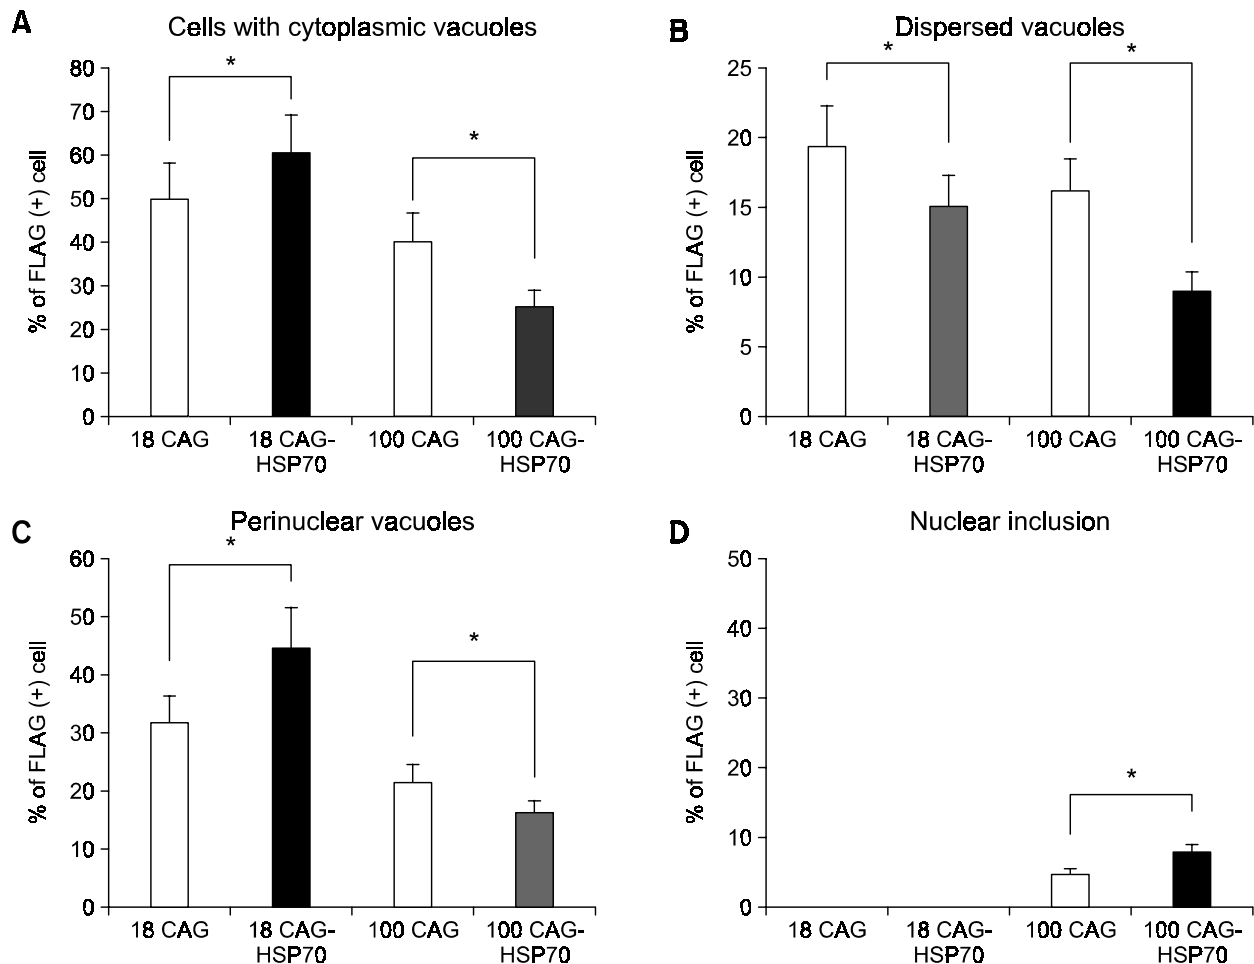 A
Cells with cytoplasmic vacuoles
% of FLAG (+) cell
80
70
60
50
40
30
20
10
0
*
*
18 CAG
18 CAG-
HSP70
100 CAG
100 CAG-
HSP70
B
Dispersed vacuoles
% of FLAG (+) cell
25
20
15
10
5
0
*
*
18 CAG
18 CAG-
HSP70
100 CAG
100 CAG-
HSP70
C
Perinuclear vacuoles
% of FLAG (+) cell
60
50
40
30
20
10
0
*
*
18 CAG
18 CAG-
HSP70
100 CAG
100 CAG-
HSP70
D
Nuclear inclusion
% of FLAG (+) cell
50
40
30
20
10
0
*
18 CAG
18 CAG-
HSP70
100 CAG
100 CAG-
HSP70